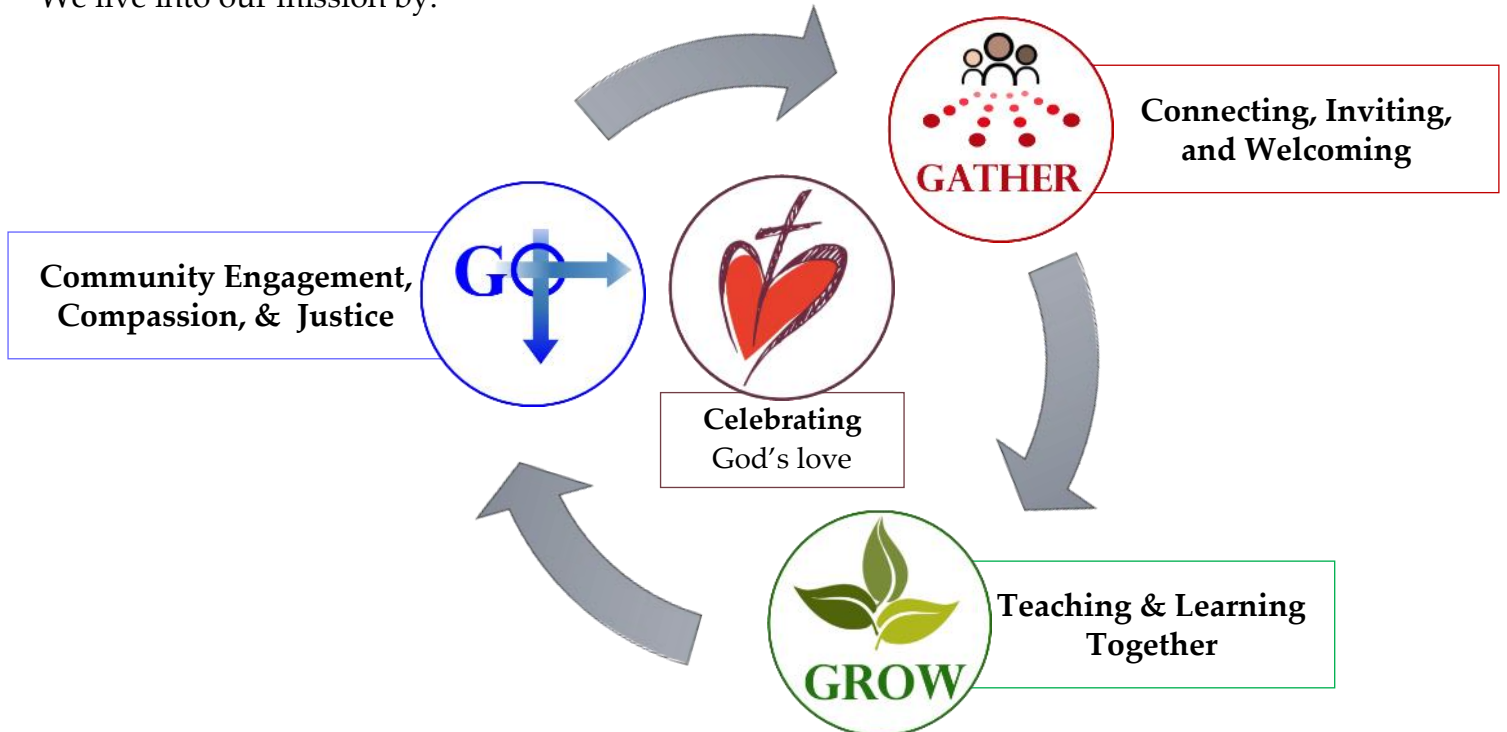 We live into our mission by:
GATHER
Connecting, Inviting,
and Welcoming
GO
Community Engagement,
Compassion, & Justice
Celebrating
God's love
Teaching & Learning
Together
GROW